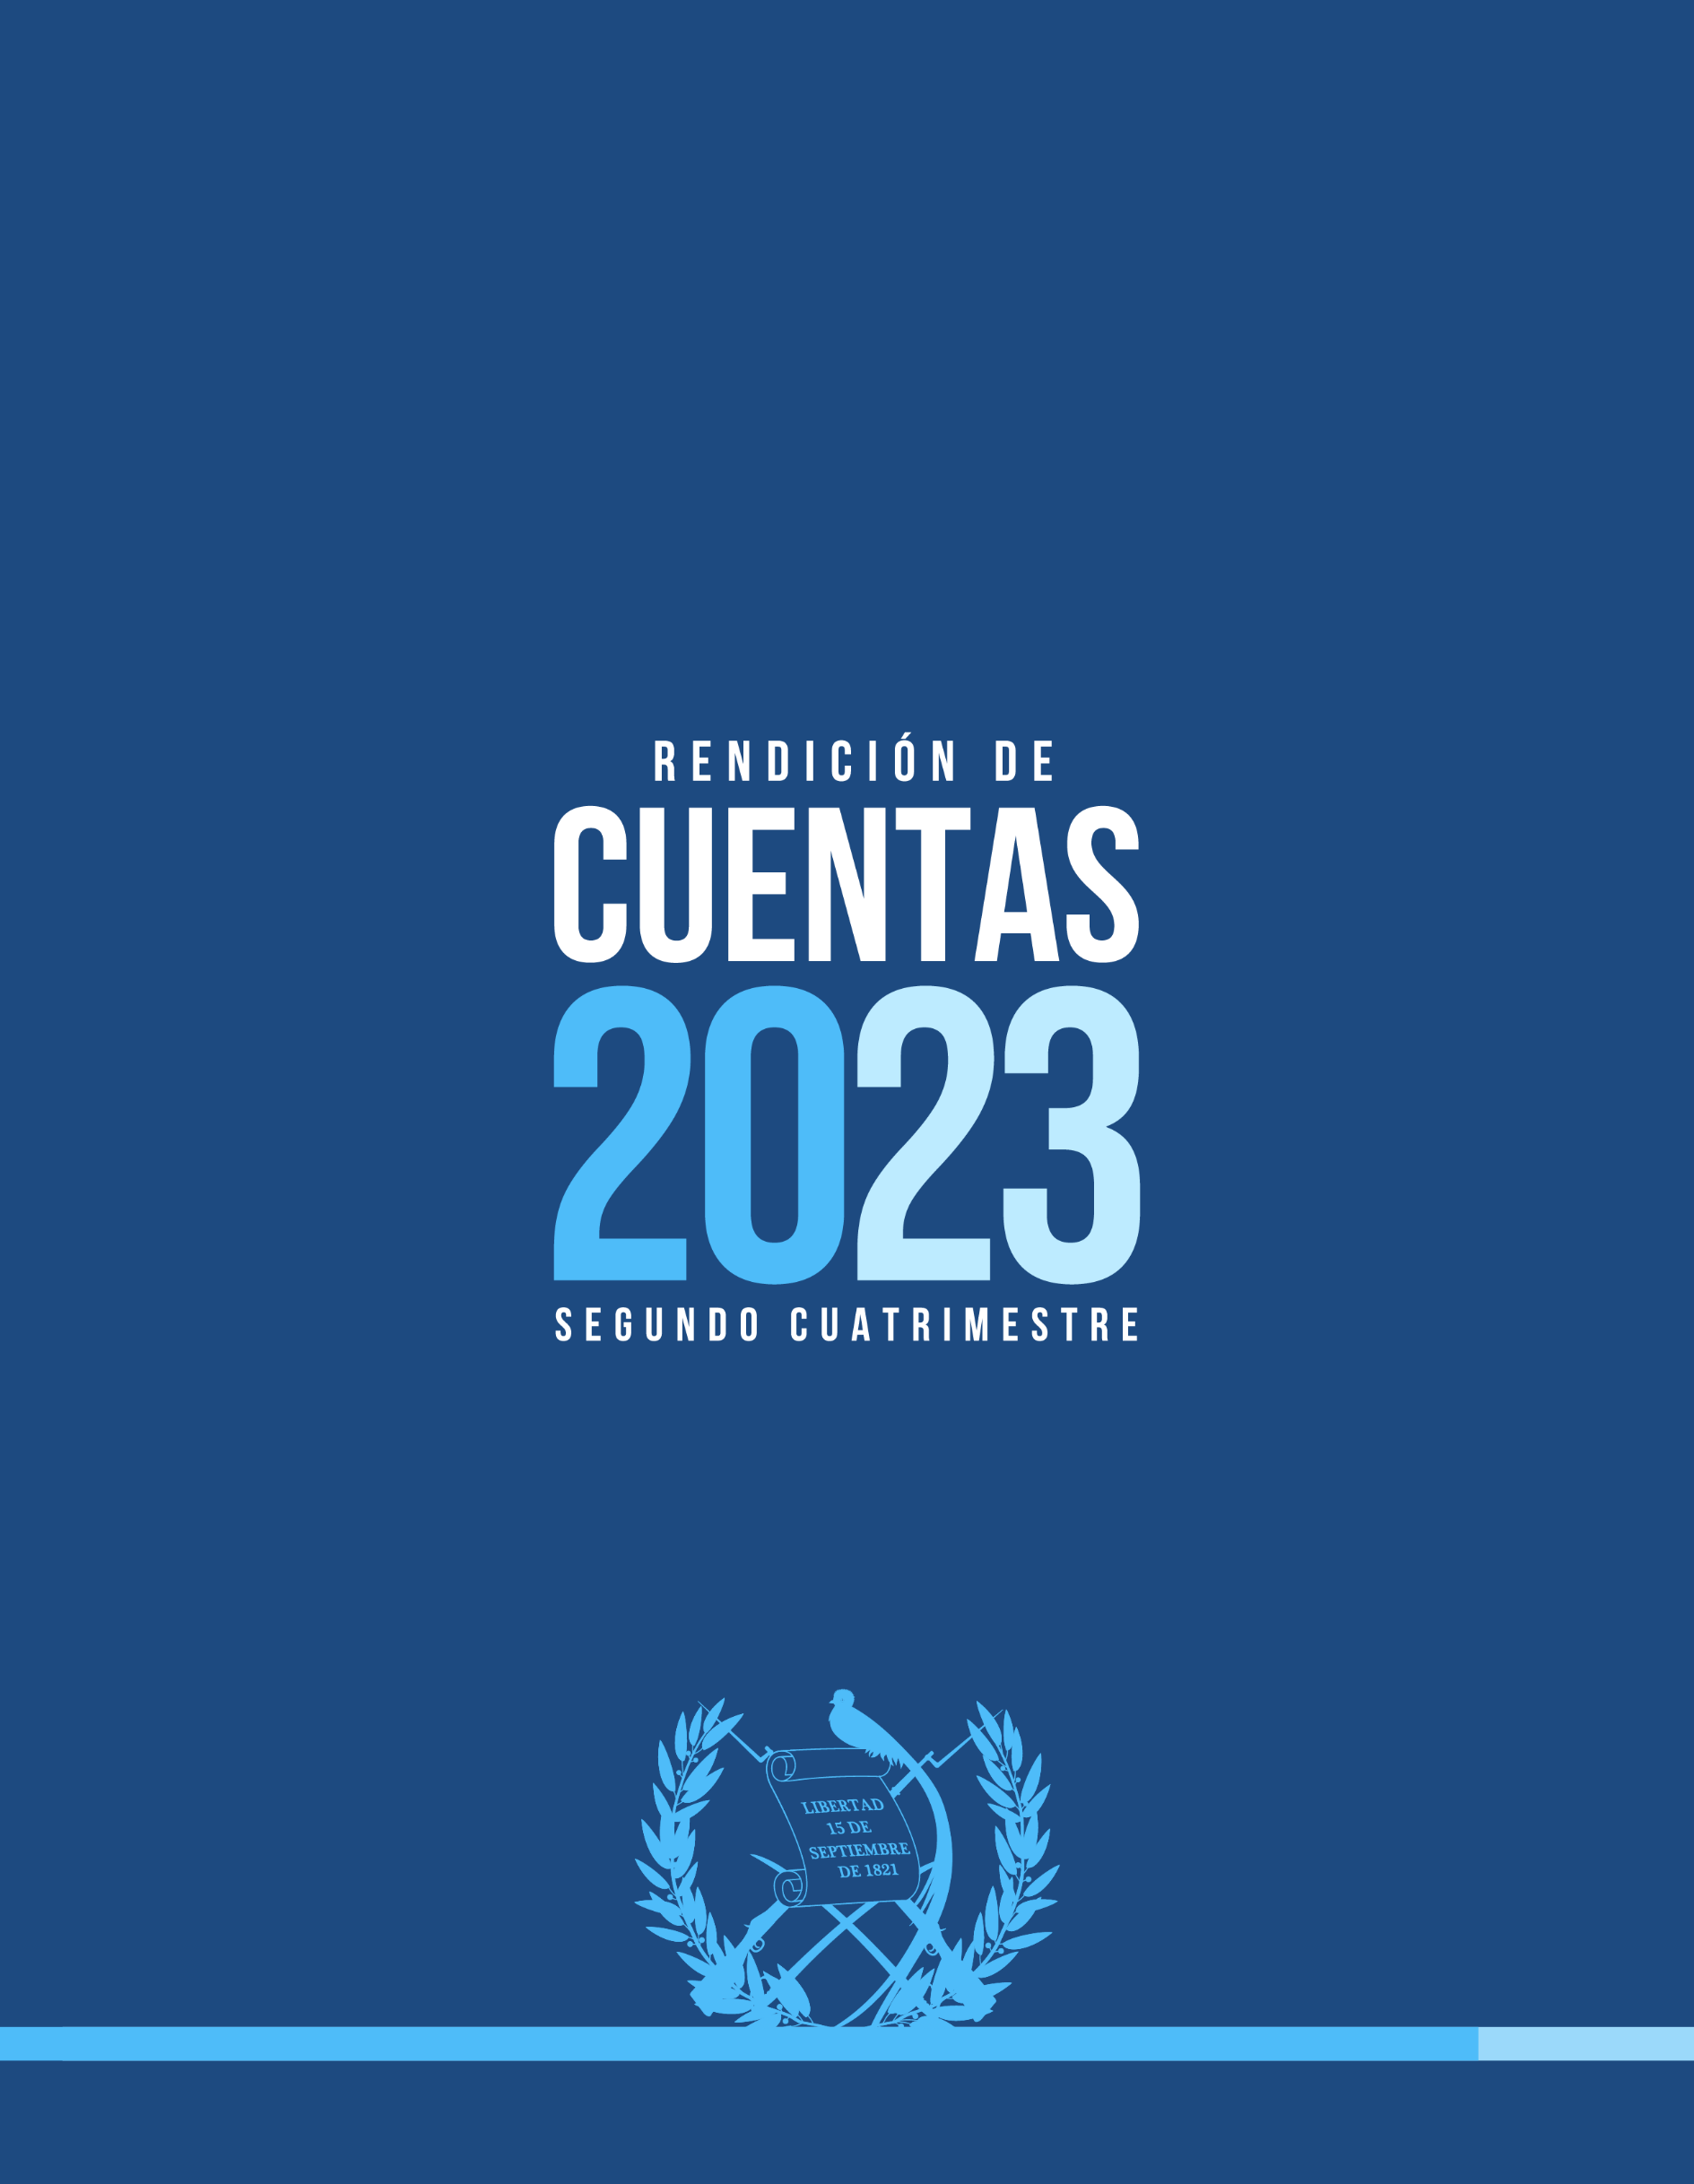 RENDICIÓN DE
CUENTAS
2023
SEGUNDO CUATRIMESTRE
LIBERTAD
15 DE
SEPTIEMBRE
DE 1821